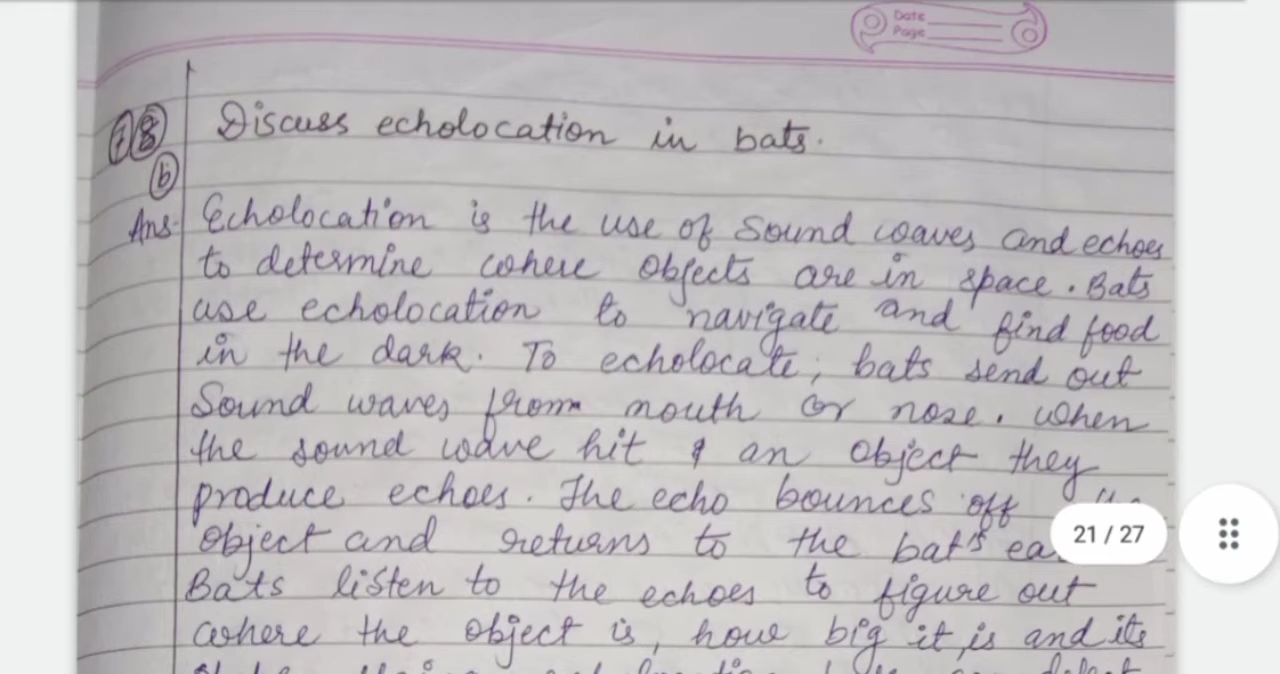 Date
Page
78 Discuss echolocation in bats.
b
Ans- Echolocation is the use of Sound waves and echoes
to determine where objects are in space. Bats
use echolocation to navigate and find food
in the dark. To echolocate, bats send out
Sound waves from mouth or nose. When
the sound wave hit an object they
produce echoes. The echo bounces off
object and returns to the bat's
21 / 27
Bats listen to the echoes to figure out
where the object is, how big it is and its